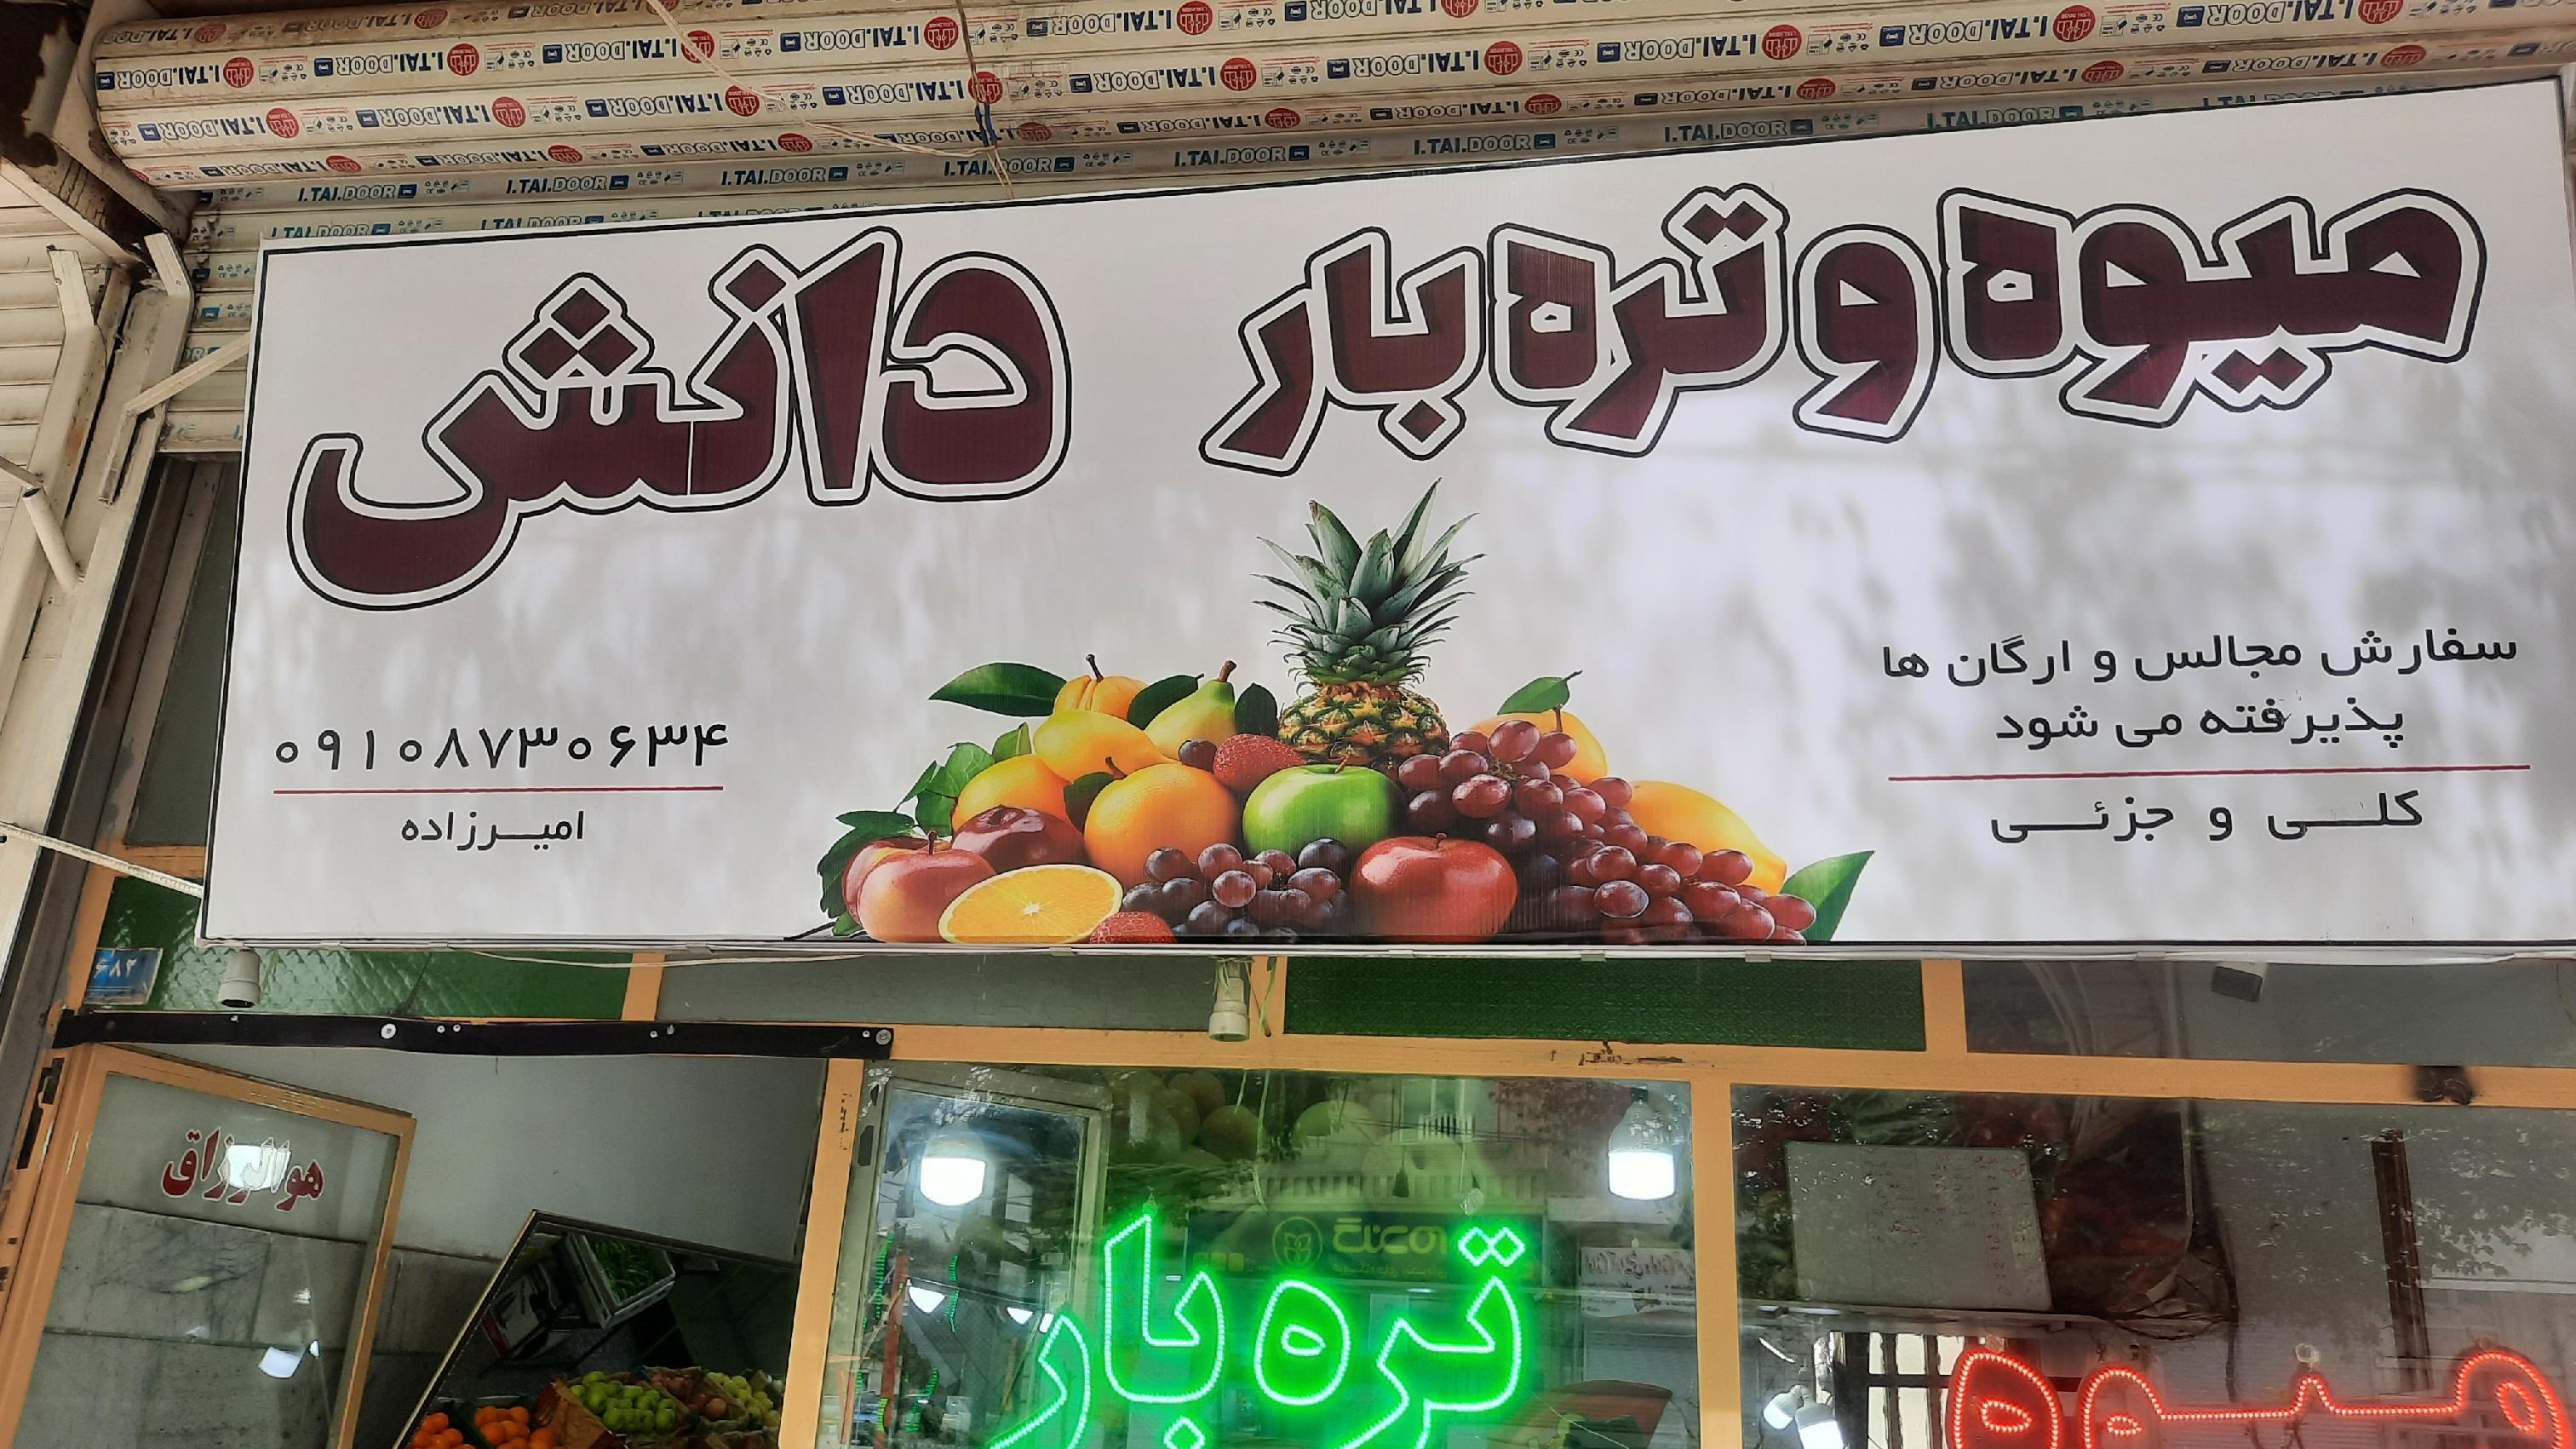 I.TAI.DOOR
میوه و تره بار دانش
سفارش مجالس و ارگان ها
پذیرفته می شود
کلی و جزئی
۰۹۱۰۸۷۳۰۶۳۴
امیرزاده
۶۸۲
هوالرزاق
تره بار
میوه